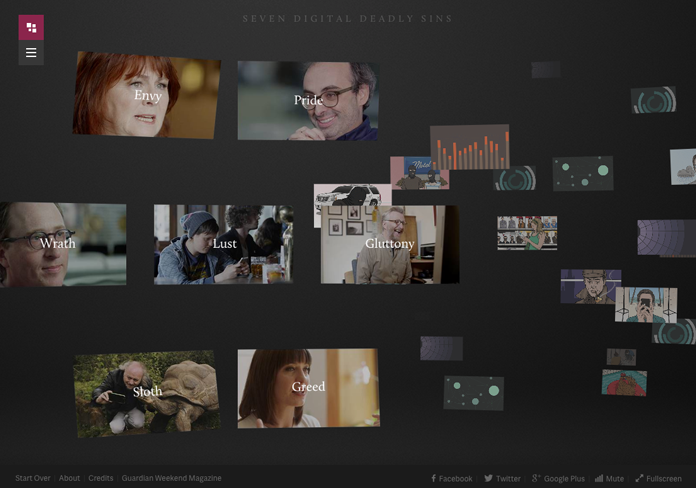 SEVEN DIGITAL DEADLY SINS
Envy
Pride
Motel
Wrath
Lust
Gluttony
Sloth
Greed
Start Over About Credits Guardian Weekend Magazine
Facebook Twitter Google Plus Mute Fullscreen